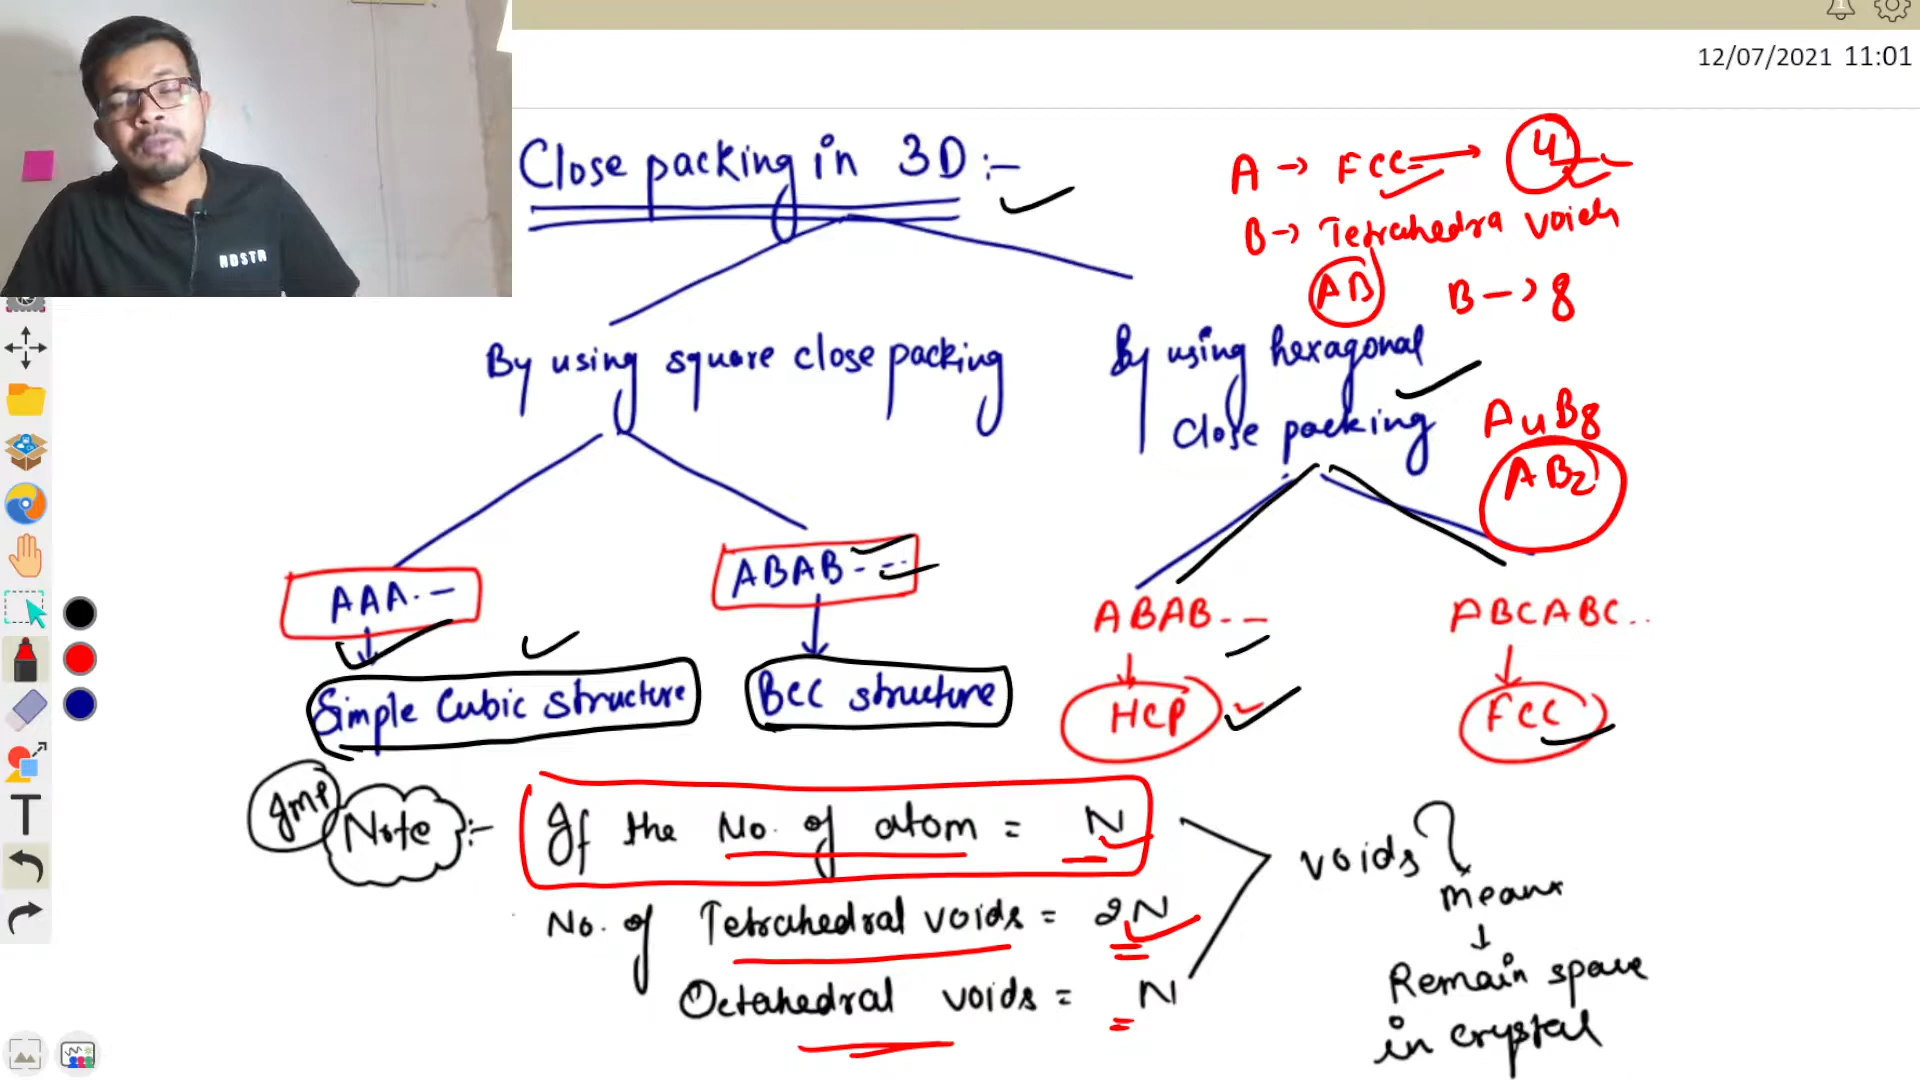 12/07/2021 11:01
ADSTA
Close packing in 3D:-
A → FCC → 4
B → Tetrahedra voids
AB B → 8
By using square close packing
By using hexagonal
close packing
A4B8
AB2
AAA.--
ABAB- --
ABAB.--
ABCABC..
Simple Cubic structure
BCC structure
HCP
FCC
Imp
Note :-
If the No. of atom = N
No. of Tetrahedral voids = 2N
Octahedral voids = N
voids?
Means
↓
Remain space
in crystal
T
1